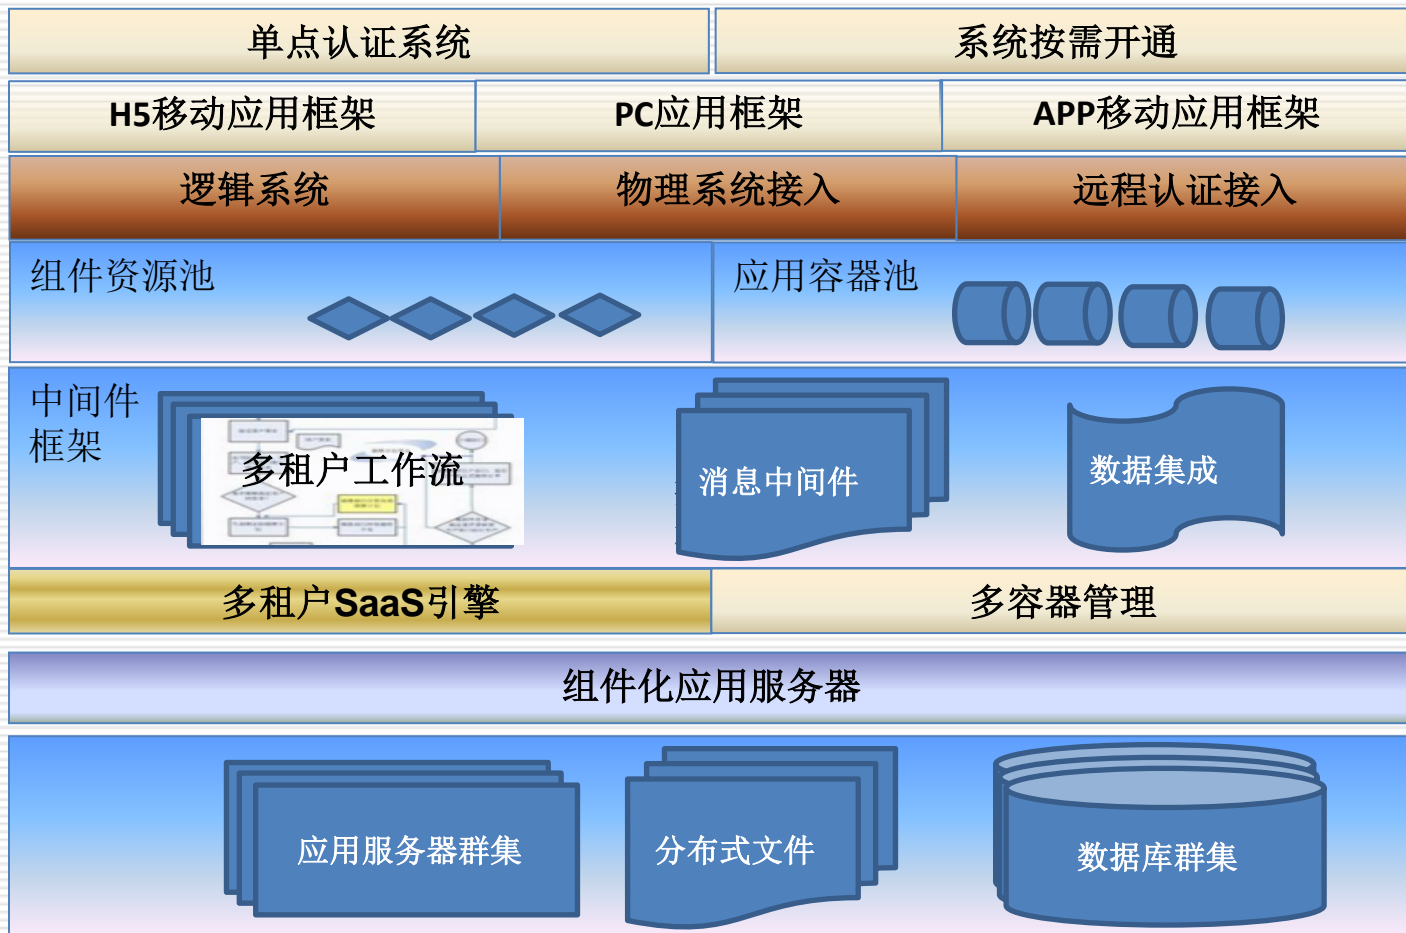 单点认证系统
系统按需开通
H5移动应用框架
PC应用框架
APP移动应用框架
逻辑系统
物理系统接入
远程认证接入
组件资源池
应用容器池
中间件
框架
多租户工作流
消息中间件
数据集成
多租户SaaS引擎
多容器管理
组件化应用服务器
应用服务器群集
分布式文件
数据库群集